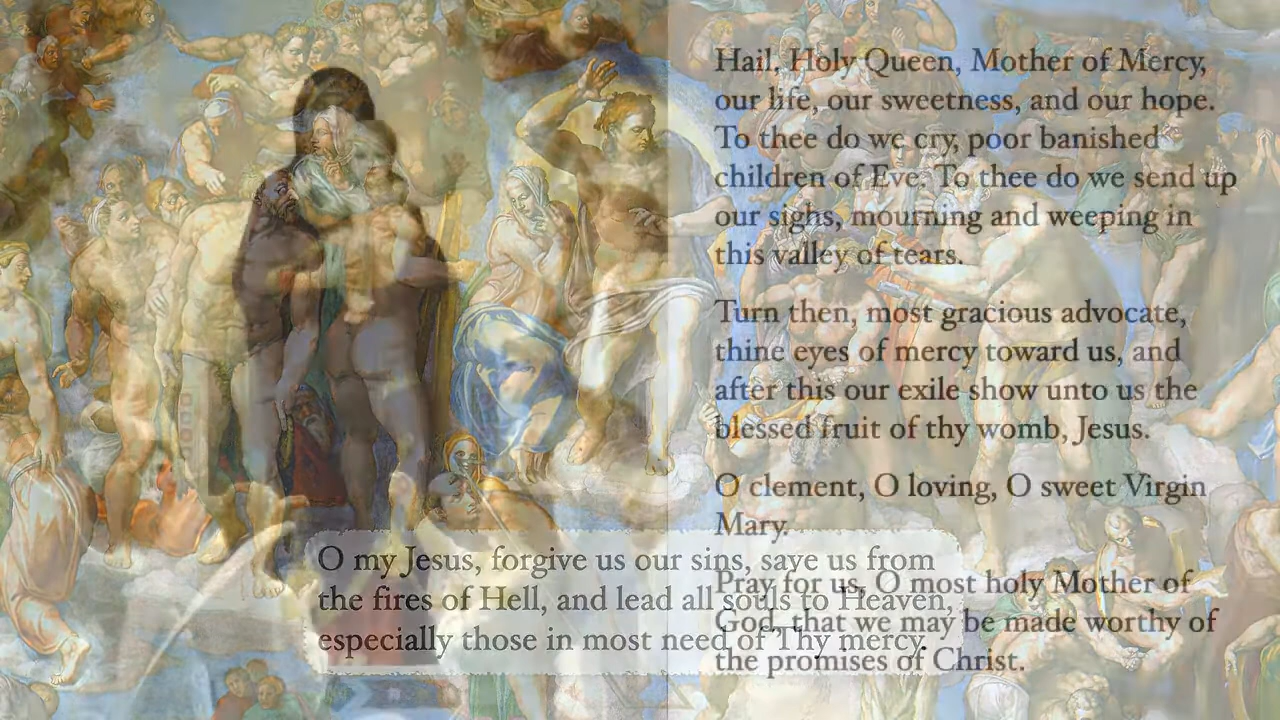 Hail, Holy Queen, Mother of Mercy,
our life, our sweetness, and our hope.
To thee do we cry, poor banished
children of Eve. To thee do we send up
our sighs, mourning and weeping in
this valley of tears.
Turn then, most gracious advocate,
thine eyes of mercy toward us, and
after this our exile show unto us the
blessed fruit of thy womb, Jesus.
O clement, O loving, O sweet Virgin
Mary.
Pray for us, O most holy Mother of
God, that we may be made worthy of
the promises of Christ.
O my Jesus, forgive us our sins, save us from
the fires of Hell, and lead all souls to Heaven,
especially those in most need of Thy mercy.